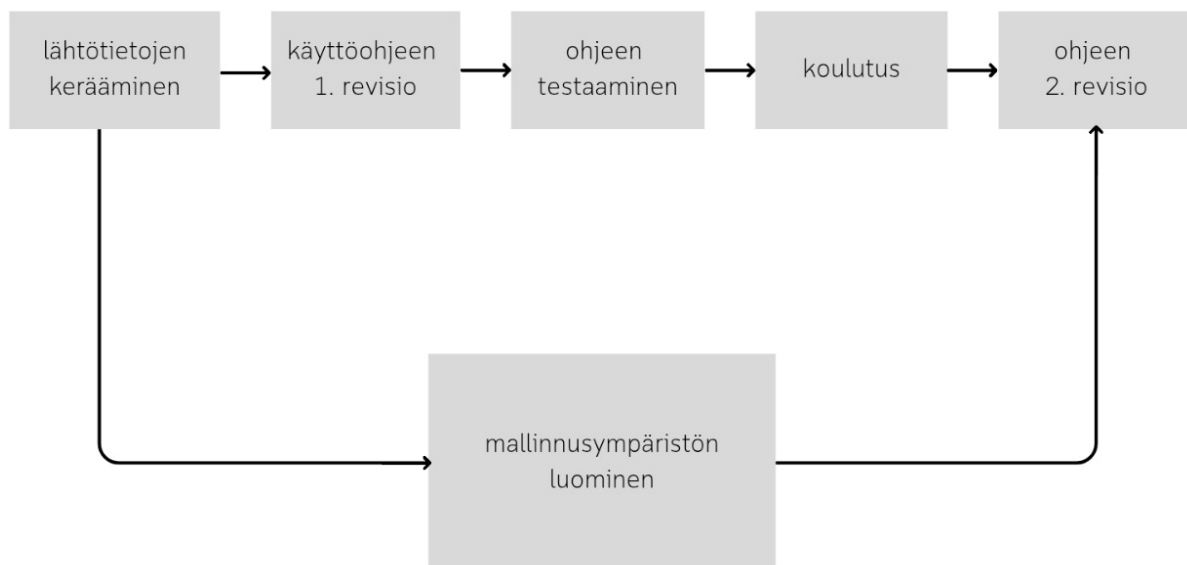 lähtötietojen
kerääminen
käyttöohjeen
1. revisio
ohjeen
testaaminen
koulutus
ohjeen
2. revisio
mallinnusympäristön
luominen